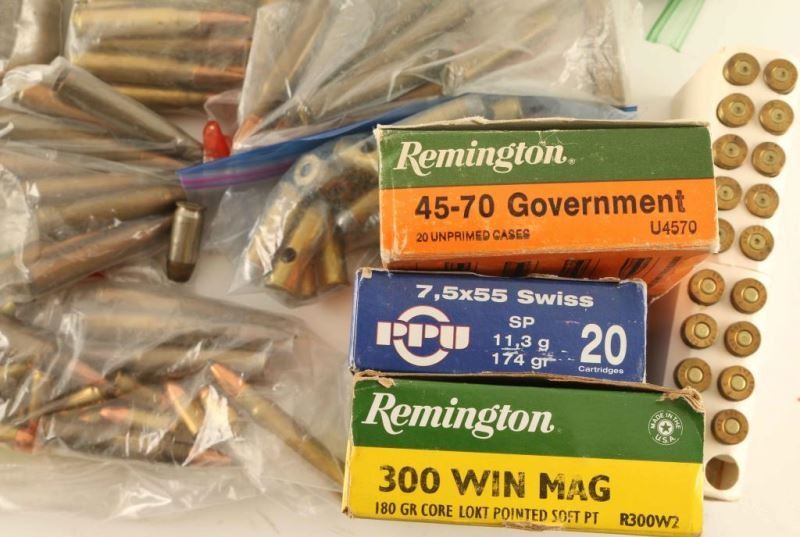 Remington®
45-70 Government
20 UNPRIMED CASES U4570
7,5x55 Swiss
PPU
SP
11,3 g
174 gr
20
Cartridges
Remington
MADE IN THE U.S.A.
300 WIN MAG
180 GR CORE LOKT POINTED SOFT PT R300W2